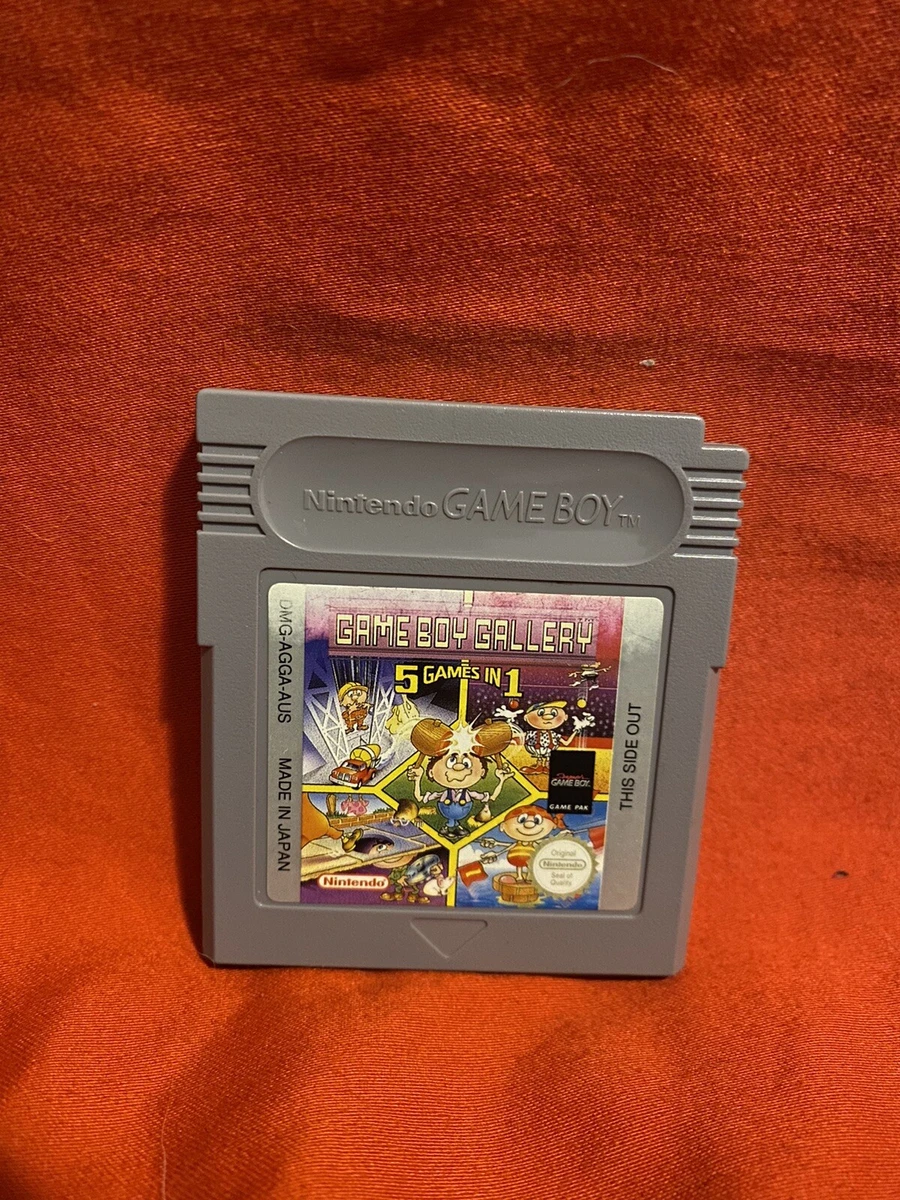 Nintendo GAME BOY TM
GAME BOY GALLERY
5 GAMES IN 1
DMG-AGGA-AUS
MADE IN JAPAN
THIS SIDE OUT
Super
GAME BOY
GAME PAK
Nintendo
Original
Nintendo
Seal of
Quality